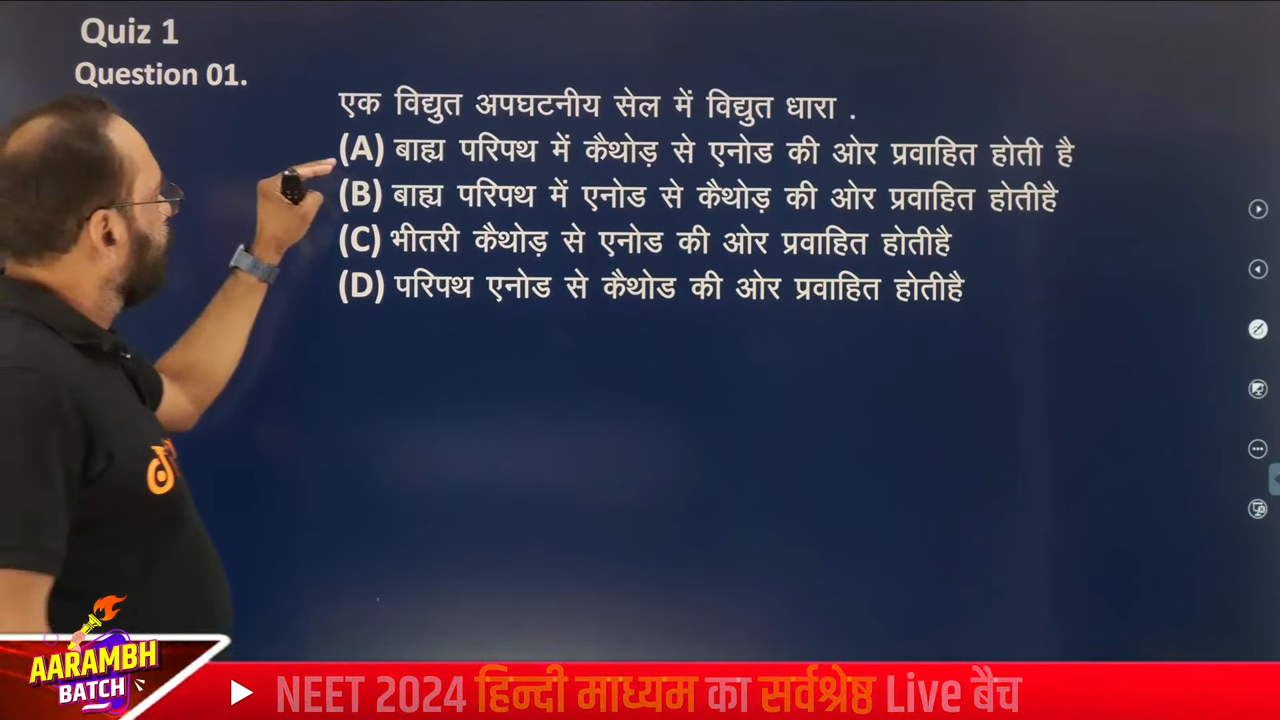 Quiz 1
Question 01.
एक विद्युत अपघटनीय सेल में विद्युत धारा .
(A) बाह्य परिपथ में कैथोड़ से एनोड की ओर प्रवाहित होती है
(B) बाह्य परिपथ में एनोड से कैथोड़ की ओर प्रवाहित होतीहै
(C) भीतरी कैथोड़ से एनोड की ओर प्रवाहित होतीहै
(D) परिपथ एनोड से कैथोड की ओर प्रवाहित होतीहै
AARAMBH
BATCH
NEET 2024 हिन्दी माध्यम का सर्वश्रेष्ठ Live बैच